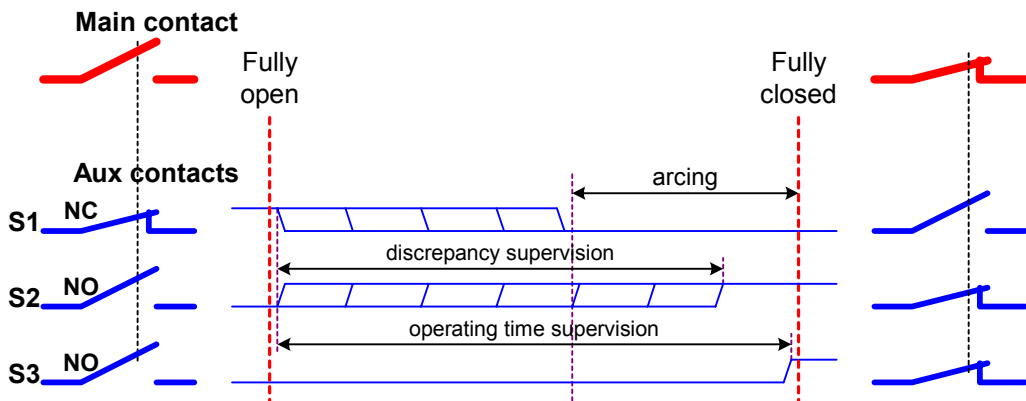 Main contact
Fully
open
Fully
closed
Aux contacts
arcing
S1
NC
discrepancy supervision
S2
NO
operating time supervision
S3
NO